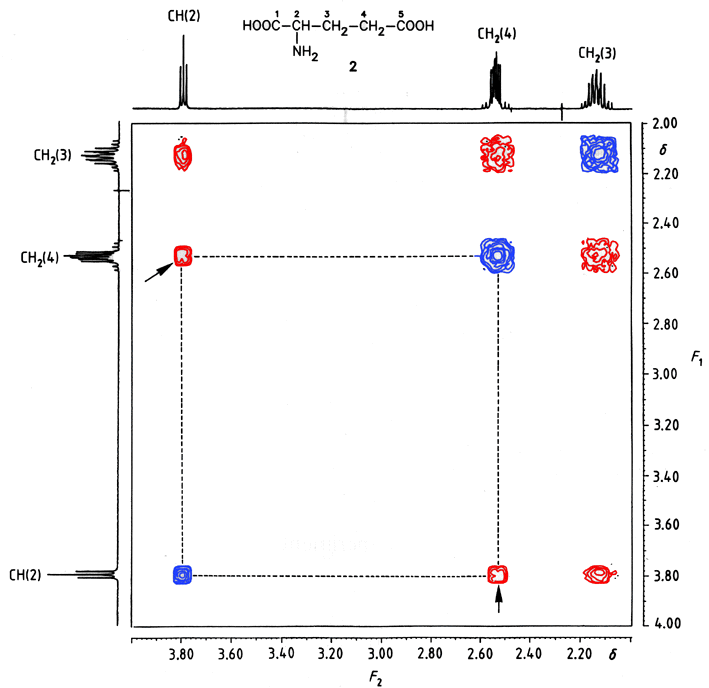 CH(2)
1 2 3 4 5
HOOC-CH-CH₂-CH₂-COOH
NH₂
2
CH₂(4)
CH₂(3)
CH₂(3)
CH₂(4)
CH(2)
2.00
δ
2.20
2.40
2.60
2.80
F₁
3.00
3.20
3.40
3.60
3.80
4.00
3.80 3.60 3.40 3.20 3.00 2.80 2.60 2.40 2.20 δ
F₂